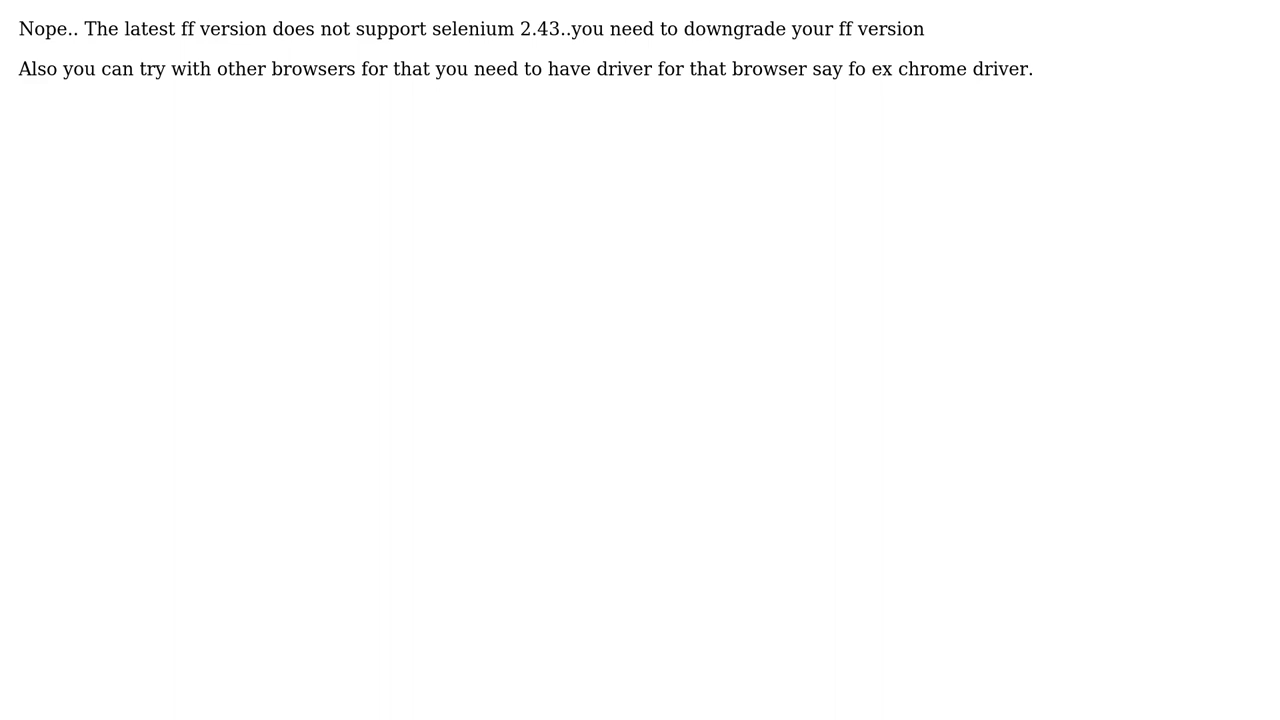 Nope.. The latest ff version does not support selenium 2.43..you need to downgrade your ff version
Also you can try with other browsers for that you need to have driver for that browser say fo ex chrome driver.